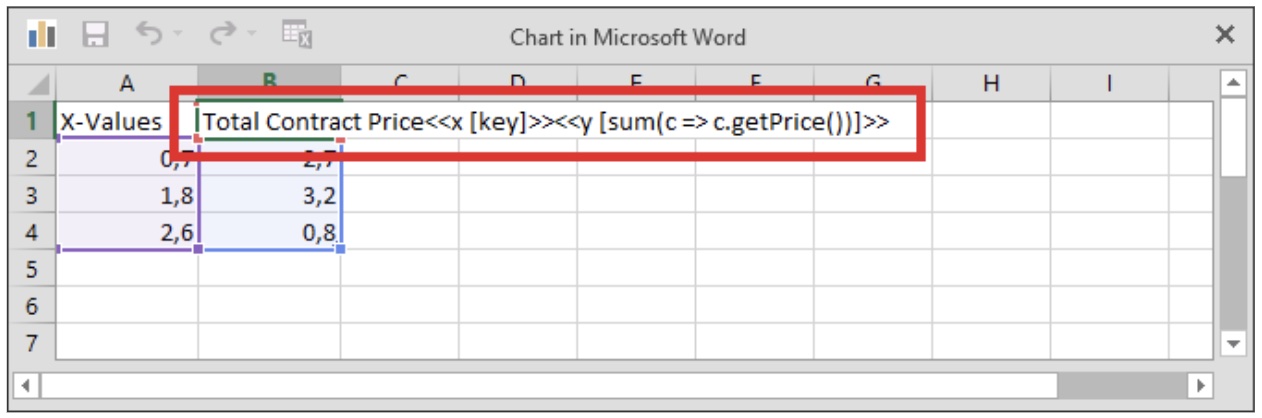 Chart in Microsoft Word
A B C D E F G H I
1 X-Values Total Contract Price<<x [key]>><<y [sum(c => c.getPrice())]>>
2 0,7 2,7
3 1,8 3,2
4 2,6 0,8
5
6
7